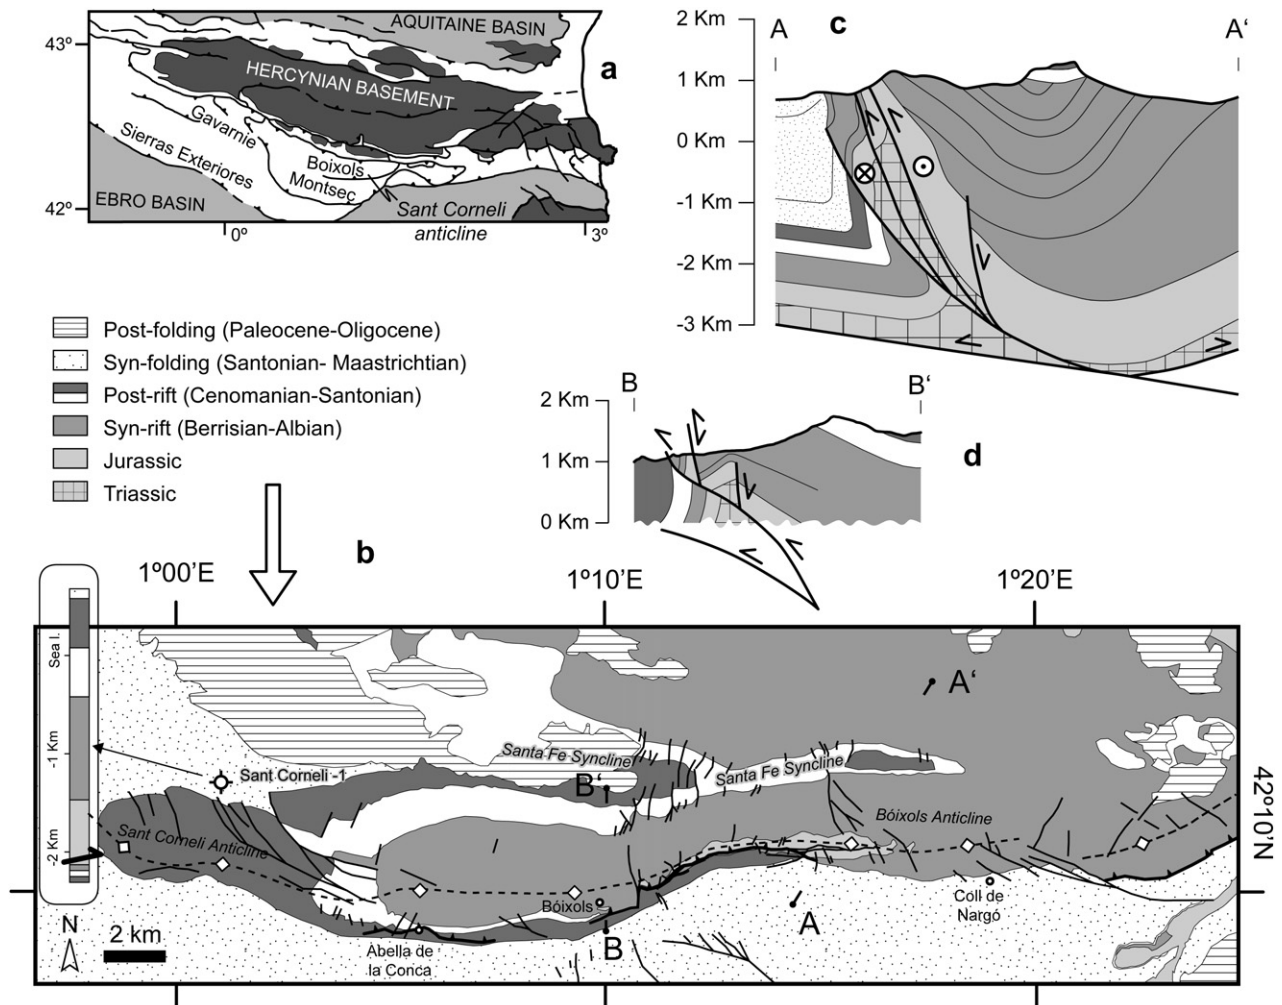 AQUITAINE BASIN
43º
a
HERCYNIAN BASEMENT
Gavarnie
Sierras Exteriores
Boixols
Montsec
EBRO BASIN
Sant Corneli
anticline
42º
0º
3º
2 Km
A
c
A'
1 Km
0 Km
-1 Km
-2 Km
-3 Km
Post-folding (Paleocene-Oligocene)
Syn-folding (Santonian- Maastrichtian)
Post-rift (Cenomanian-Santonian)
Syn-rift (Berrisian-Albian)
Jurassic
Triassic
B
B'
2 Km
1 Km
0 Km
d
b
1º00'E
1º10'E
1º20'E
Sea l.
-1 Km
-2 Km
A'
Santa Fe Syncline
Santa Fe Syncline
Sant Corneli -1
B'
Sant Corneli Anticline
Bóixols Anticline
42º10'N
Bóixols
Coll de
Nargó
A
B
Abella de
la Conca
N
2 km